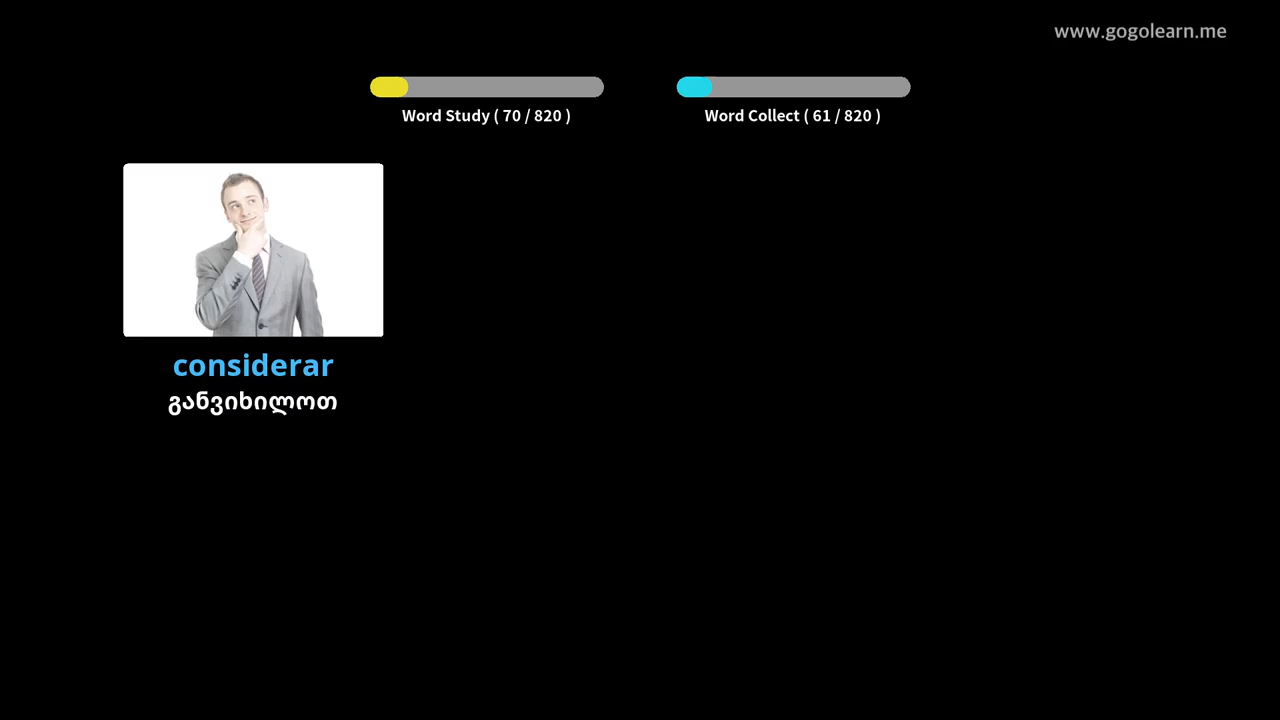 www.gogolearn.me
Word Study ( 70 / 820 )
Word Collect ( 61 / 820 )
considerar
განვიხილოთ